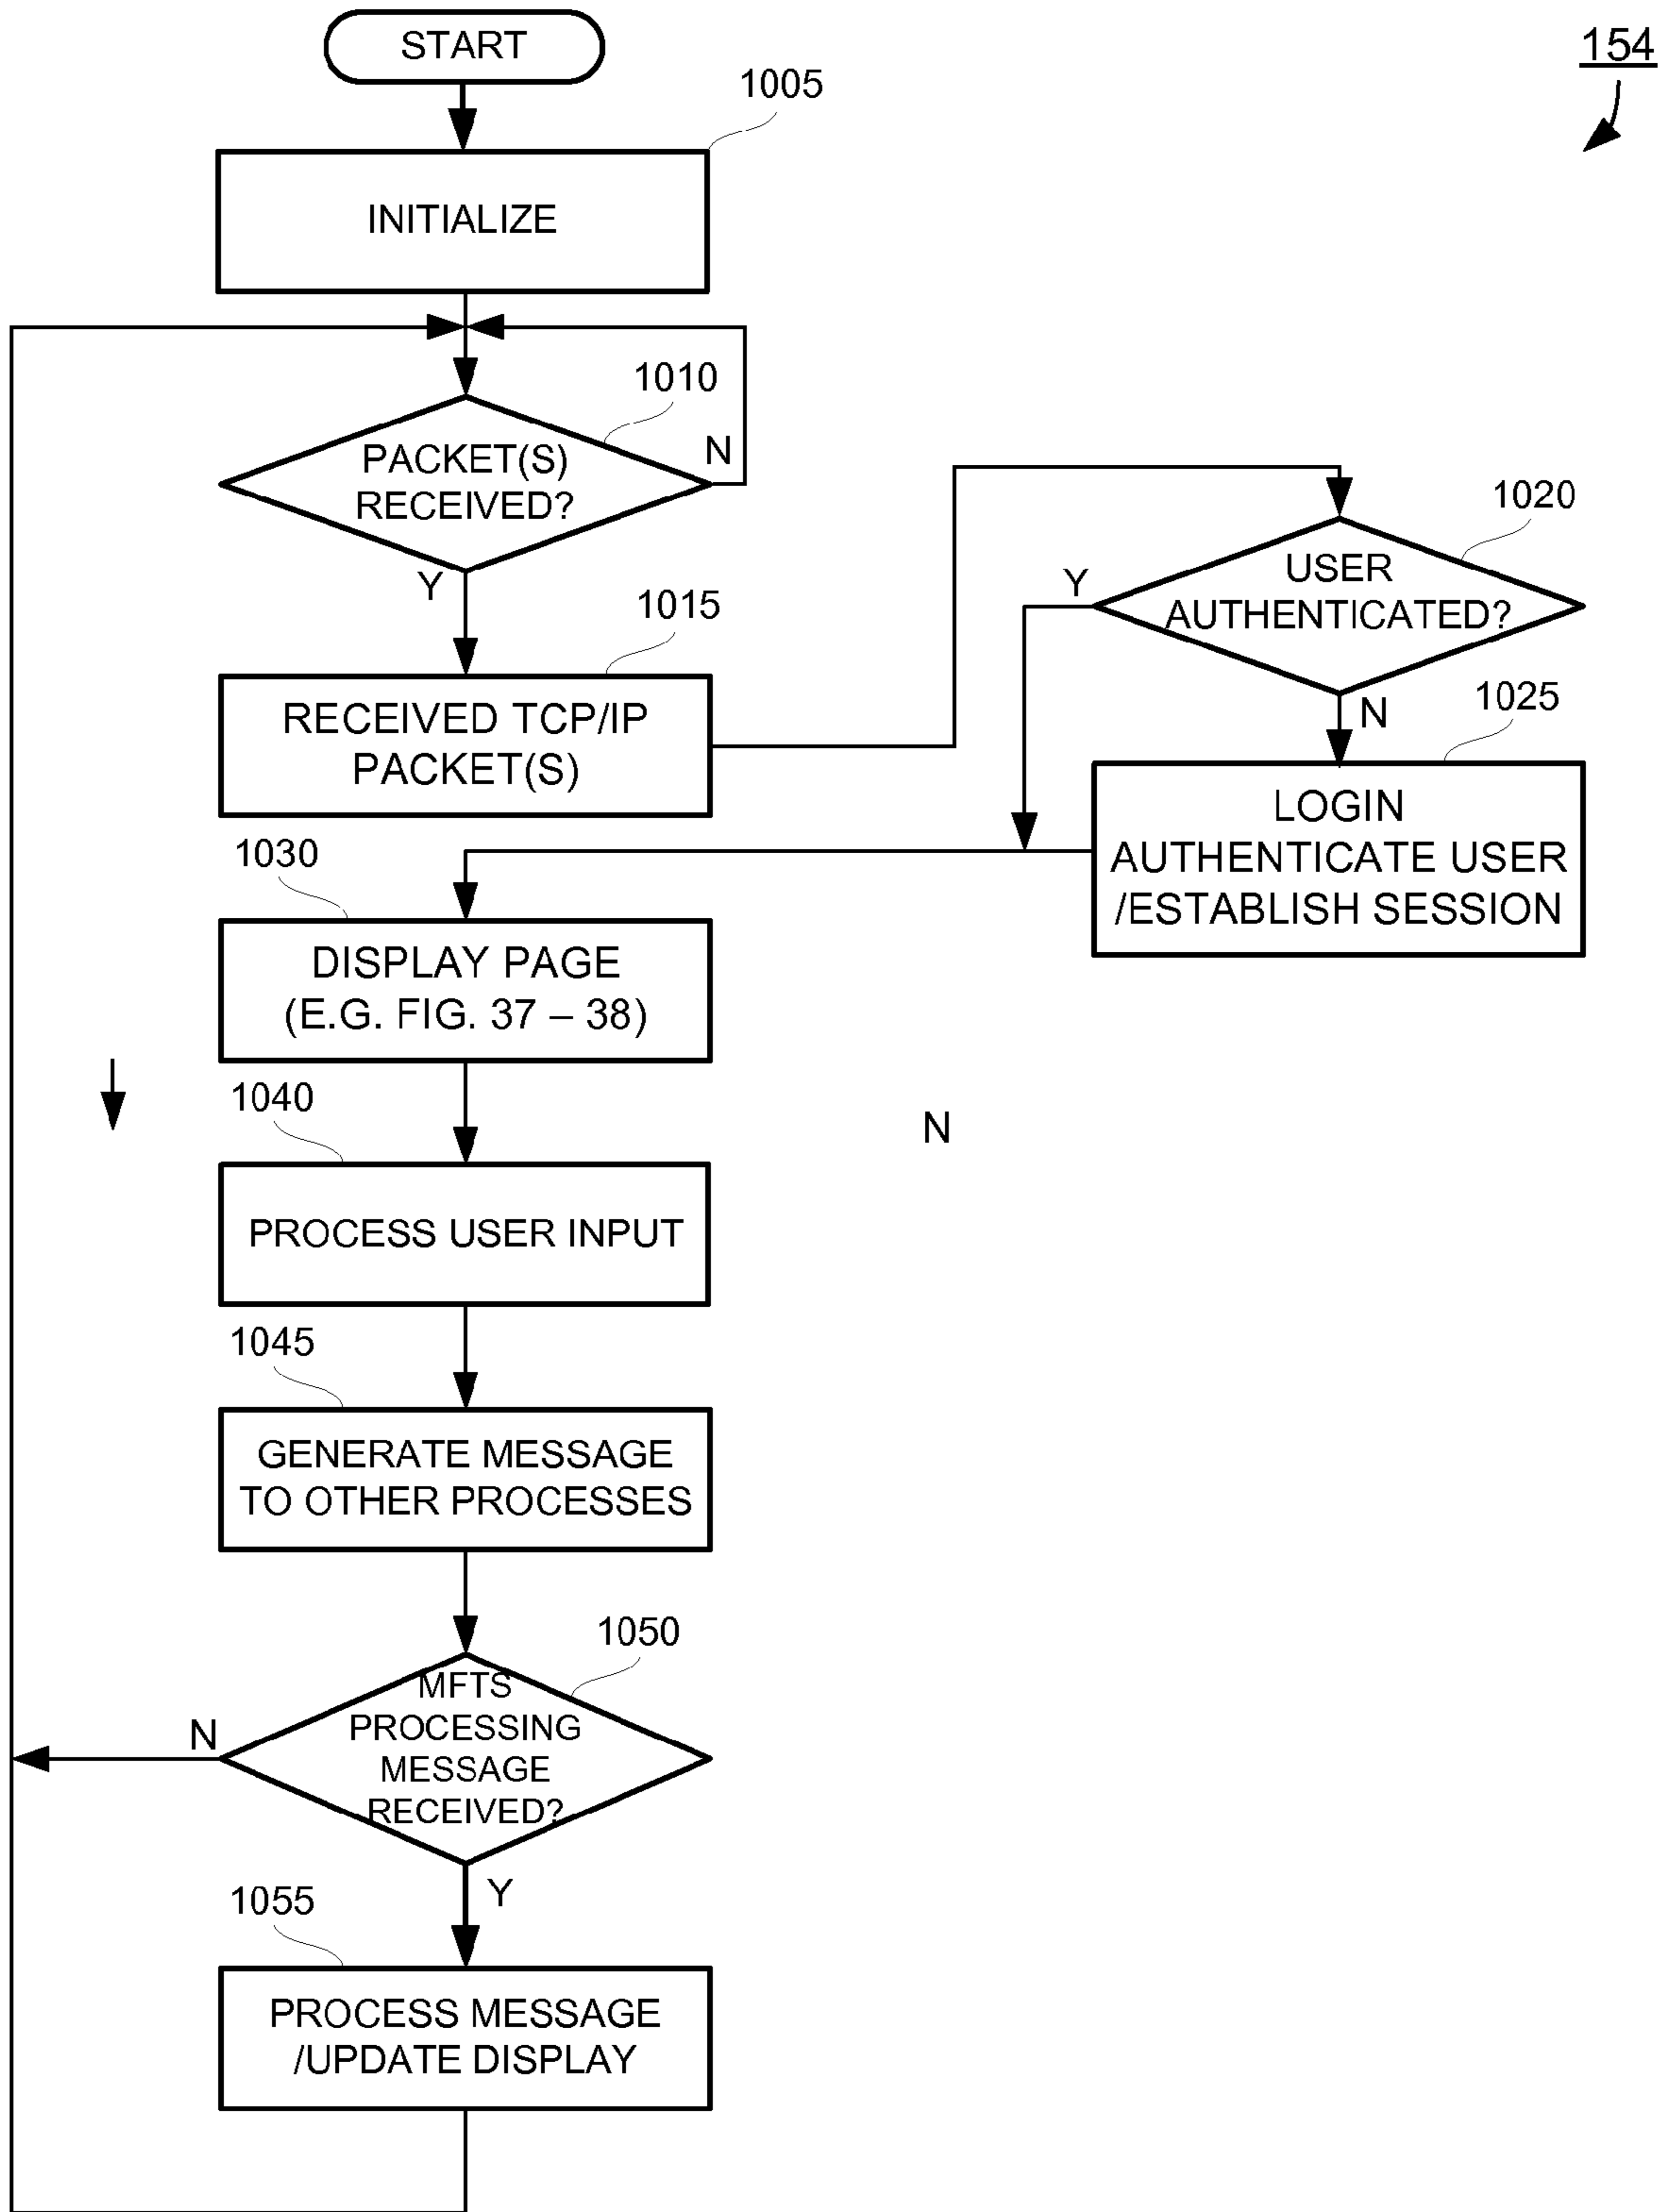 START
154
1005
INITIALIZE
1010
PACKET(S)
RECEIVED?
N
Y
1015
RECEIVED TCP/IP
PACKET(S)
1020
USER
AUTHENTICATED?
Y
N
1025
LOGIN
AUTHENTICATE USER
/ESTABLISH SESSION
1030
DISPLAY PAGE
(E.G. FIG. 37 – 38)
1040
N
PROCESS USER INPUT
1045
GENERATE MESSAGE
TO OTHER PROCESSES
1050
MFTS
PROCESSING
MESSAGE
RECEIVED?
N
Y
1055
PROCESS MESSAGE
/UPDATE DISPLAY